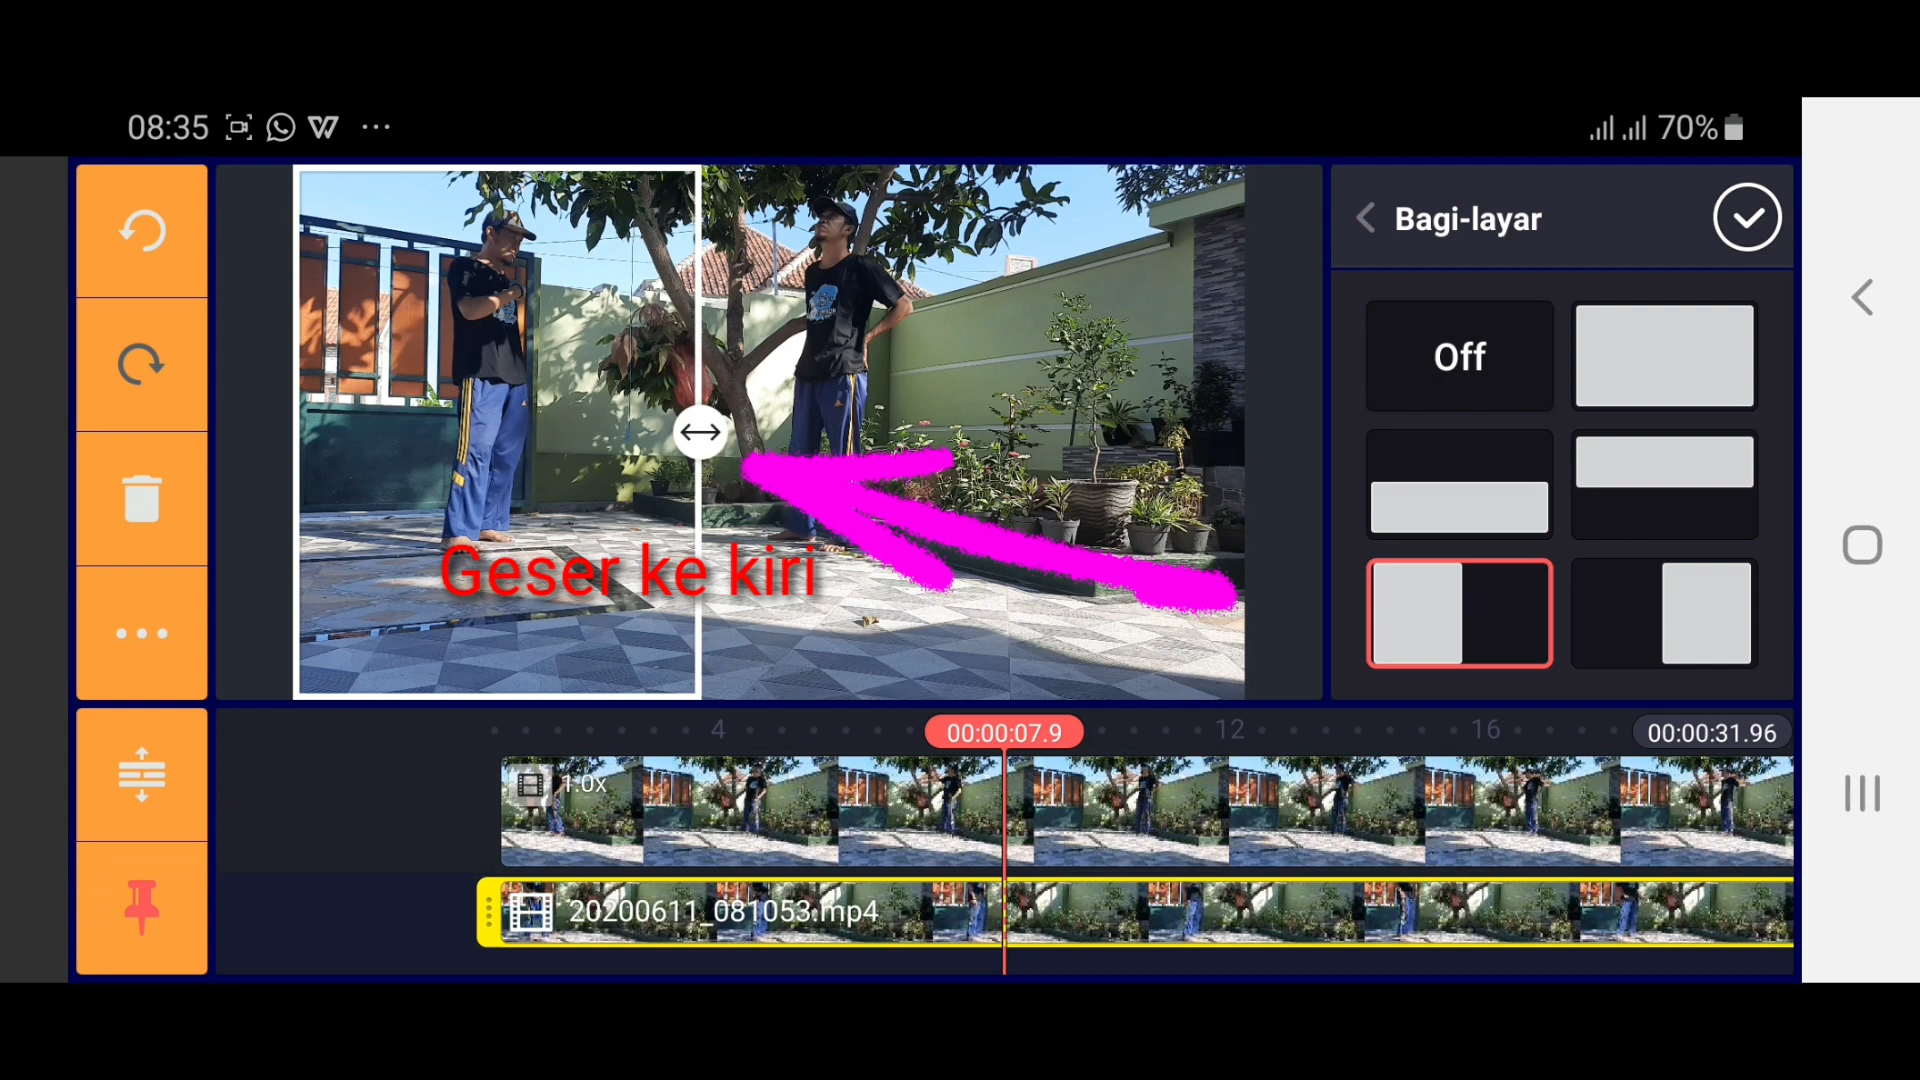 08:35
70%
Bagi-layar
Off
Geser ke kiri
4
00:00:07.9
12
16
00:00:31.96
1.0x
20200611_081053.mp4